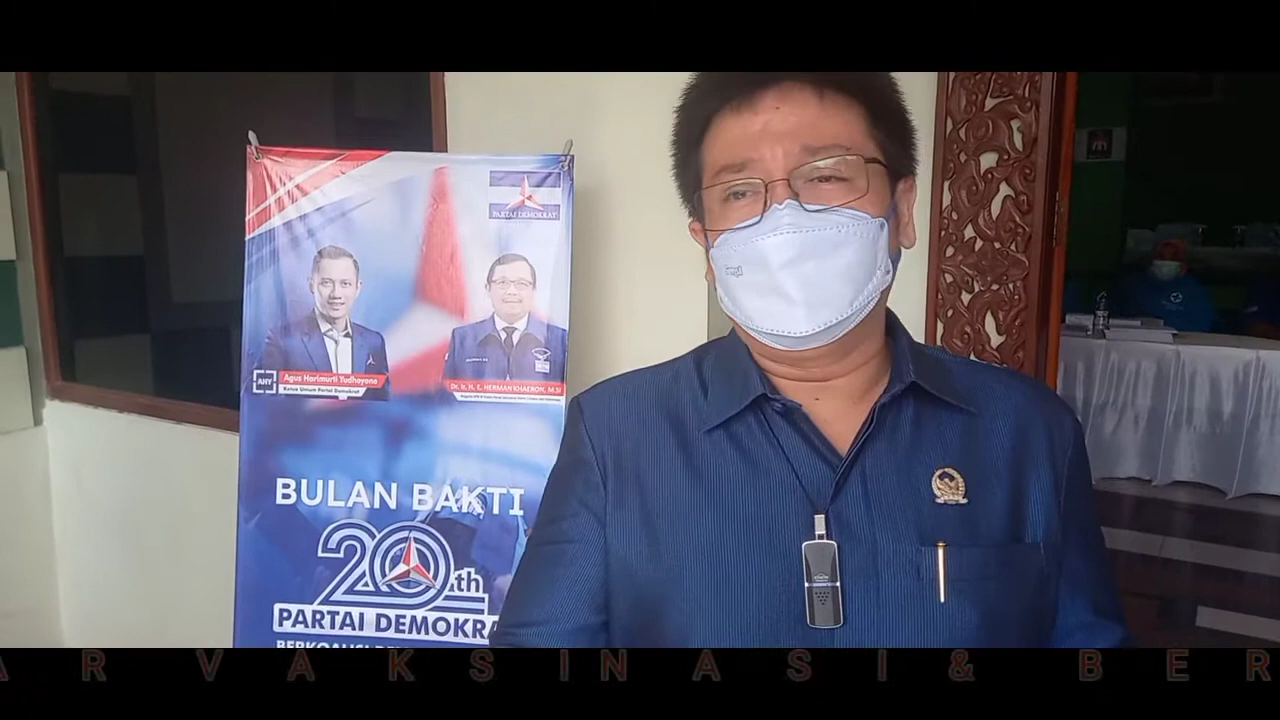 PARTAI DEMOKRAT
AHY
Agus Harimurti Yudhoyono
Ketua Umum Partai Demokrat
Dr. Ir. H. E. HERMAN KHAERON, M.SI
BULAN BAKTI
20th
PARTAI DEMOKRA
AR VAKSINASI & BER